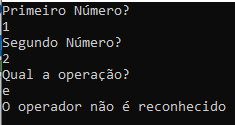 Primeiro Número?
1
Segundo Número?
2
Qual a operação?
e
O operador não é reconhecido